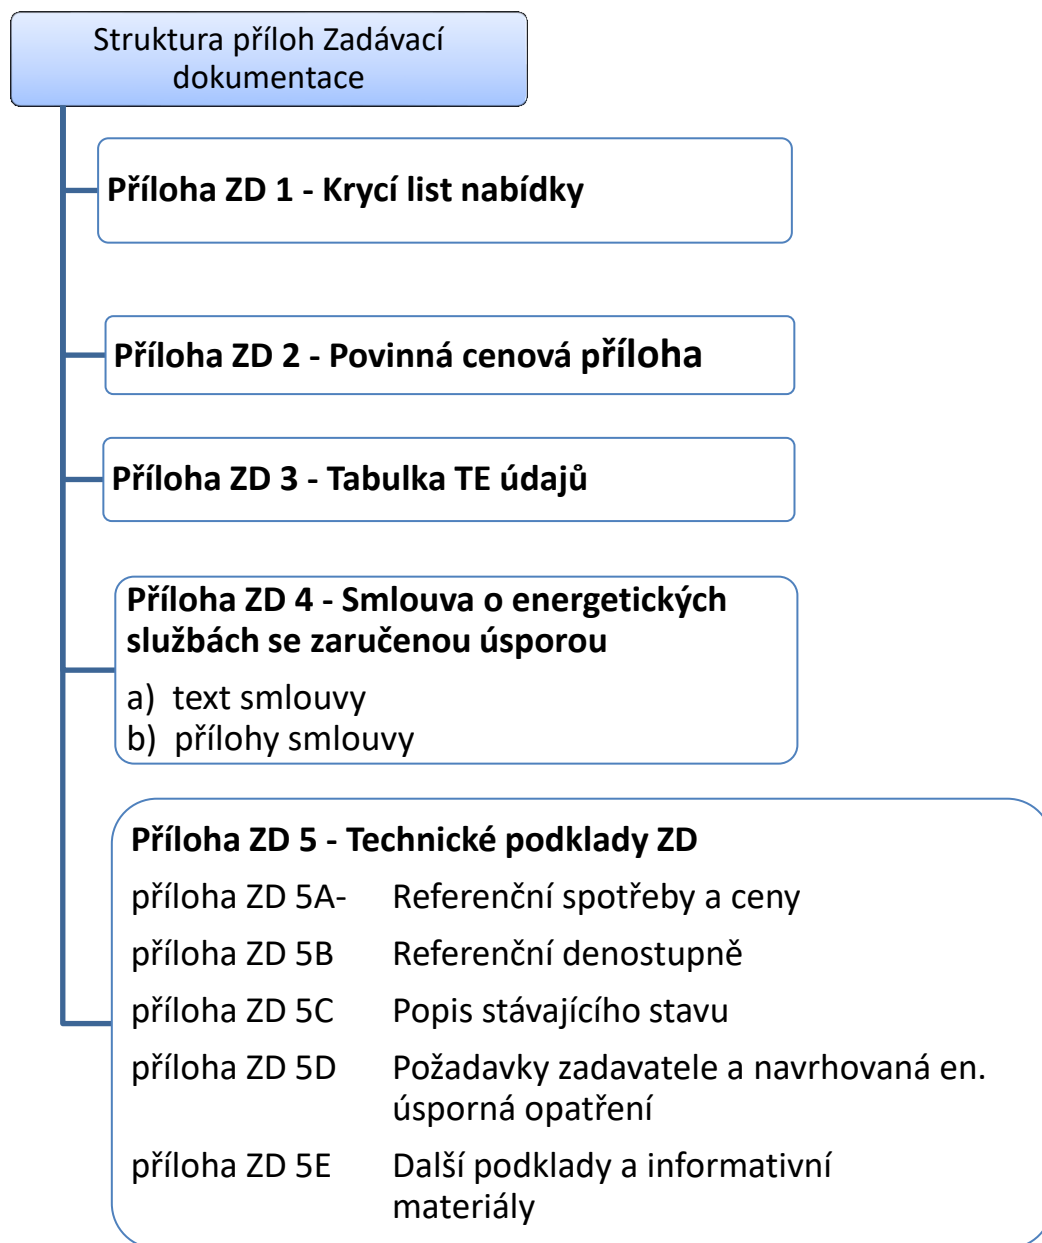 Struktura příloh Zadávací
dokumentace
Příloha ZD 1 - Krycí list nabídky
Příloha ZD 2 - Povinná cenová příloha
Příloha ZD 3 - Tabulka TE údajů
Příloha ZD 4 - Smlouva o energetických
službách se zaručenou úsporou
a) text smlouvy
b) přílohy smlouvy
Příloha ZD 5 - Technické podklady ZD
příloha ZD 5A- Referenční spotřeby a ceny
příloha ZD 5B Referenční denostupně
příloha ZD 5C Popis stávajícího stavu
příloha ZD 5D Požadavky zadavatele a navrhovaná en.
úsporná opatření
příloha ZD 5E Další podklady a informativní
materiály